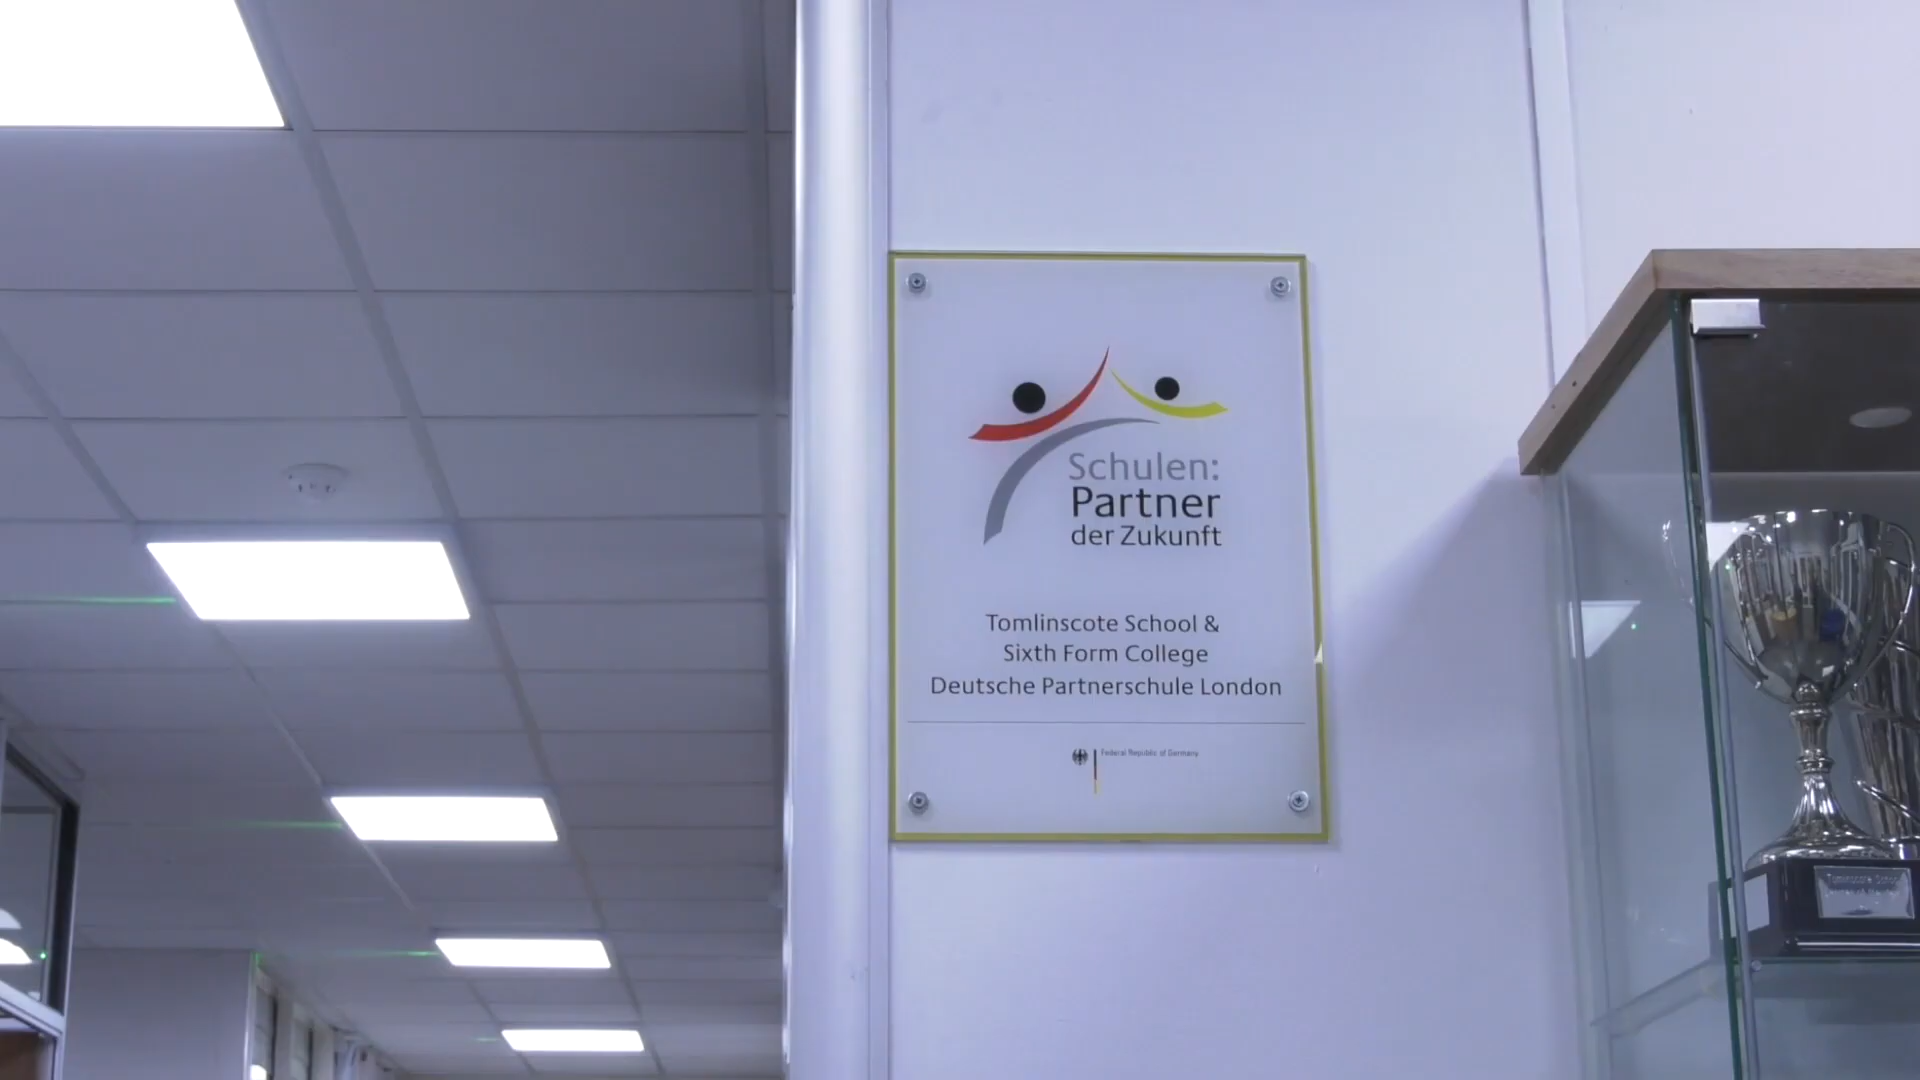 Schulen:
Partner
der Zukunft
Tomlinscote School &
Sixth Form College
Deutsche Partnerschule London
Federal Republic of Germany